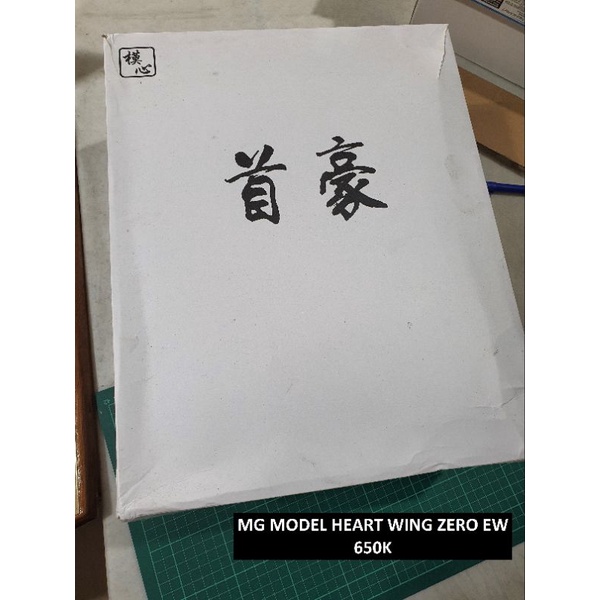 模
心
首豪
MG MODEL HEART WING ZERO EW
650K